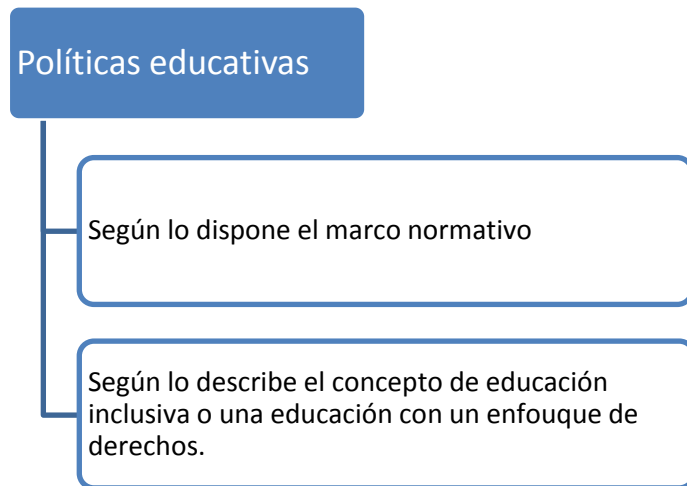 Políticas educativas
Según lo dispone el marco normativo
Según lo describe el concepto de educación
inclusiva o una educación con un enfouque de
derechos.